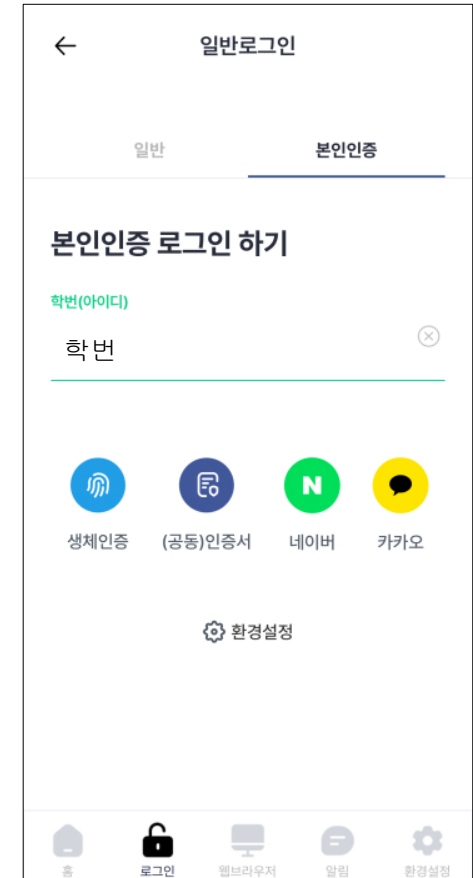 일반로그인
일반 본인인증
본인인증 로그인 하기
학번(아이디)
학번
N
생체인증 (공동)인증서 네이버 카카오
환경설정
홈 로그인 웹브라우저 알림 환경설정